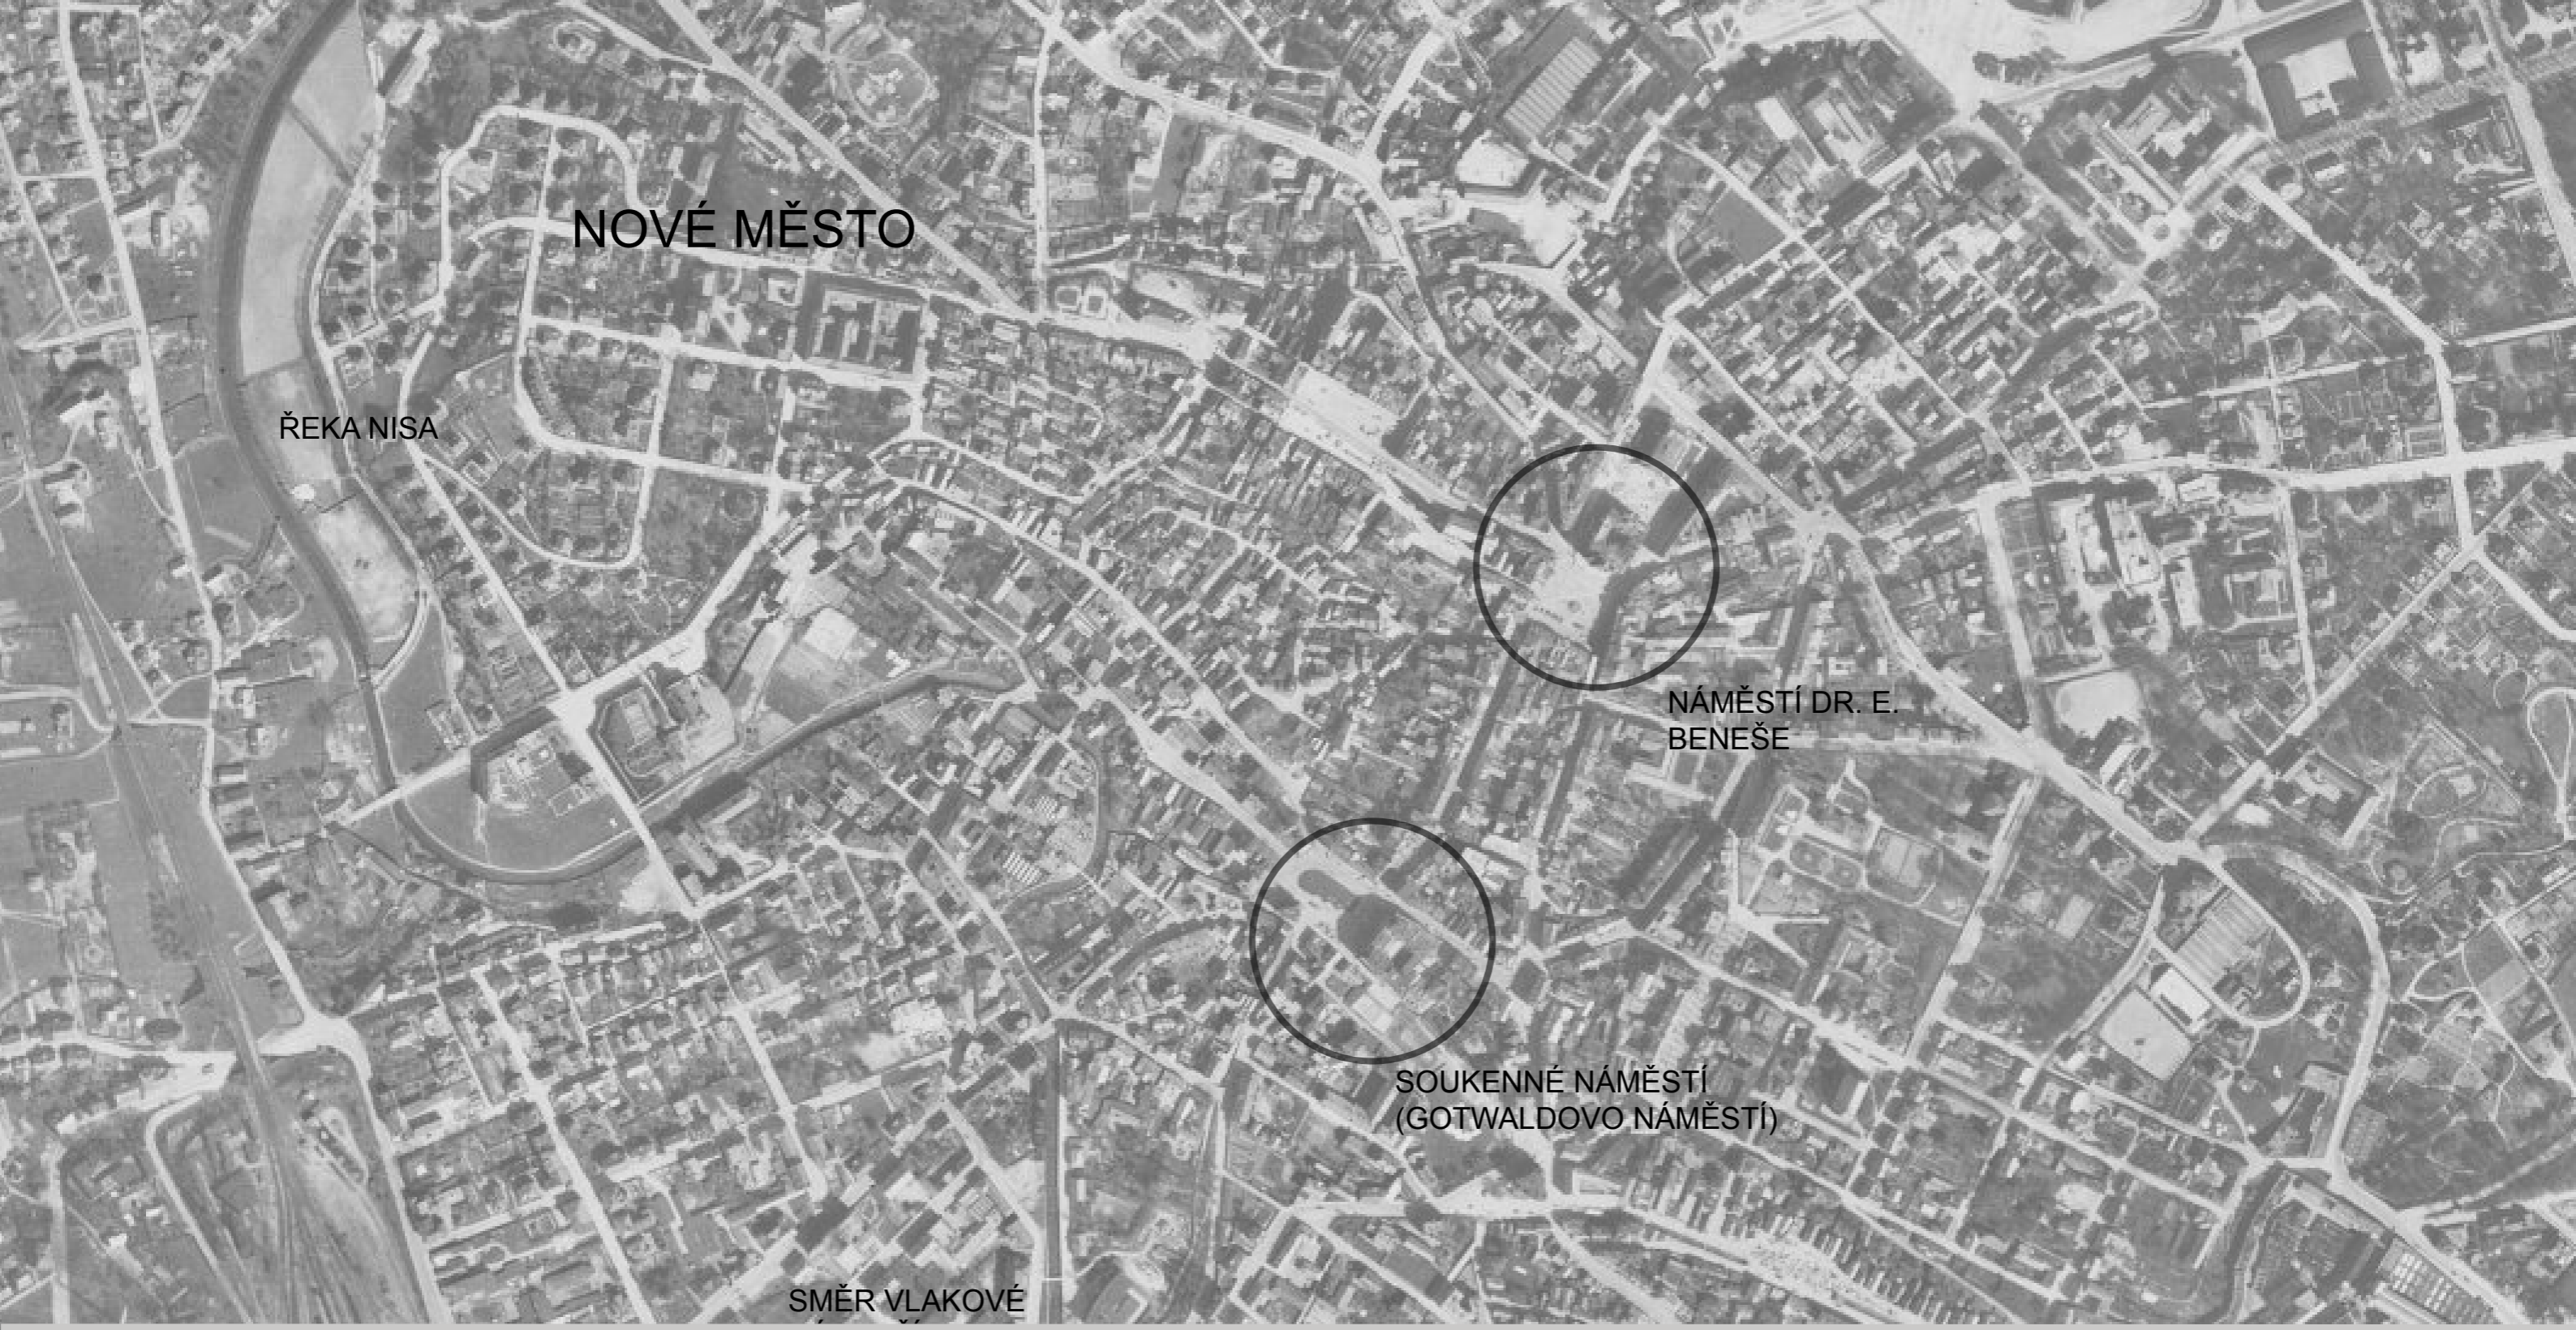 NOVÉ MĚSTO
ŘEKA NISA
NÁMĚSTÍ DR. E.
BENEŠE
SOUKENNÉ NÁMĚSTÍ
(GOTWALDOVO NÁMĚSTÍ)
SMĚR VLAKOVÉ